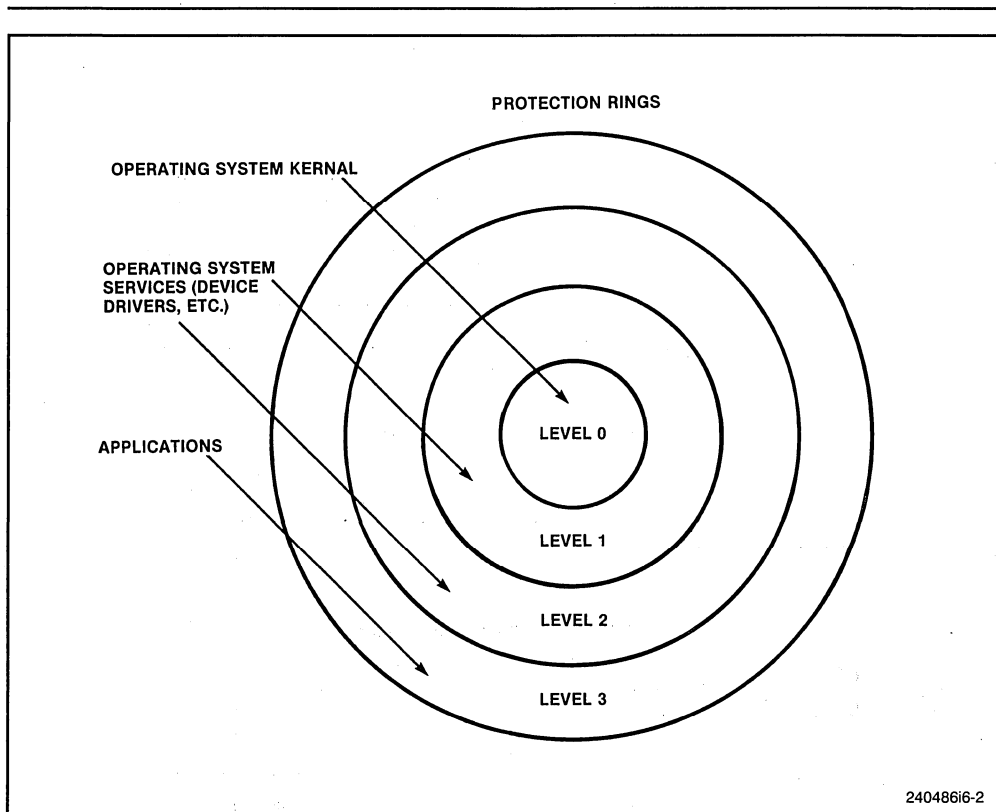 PROTECTION RINGS
OPERATING SYSTEM KERNAL
OPERATING SYSTEM
SERVICES (DEVICE
DRIVERS, ETC.)
APPLICATIONS
LEVEL 0
LEVEL 1
LEVEL 2
LEVEL 3
240486i6-2